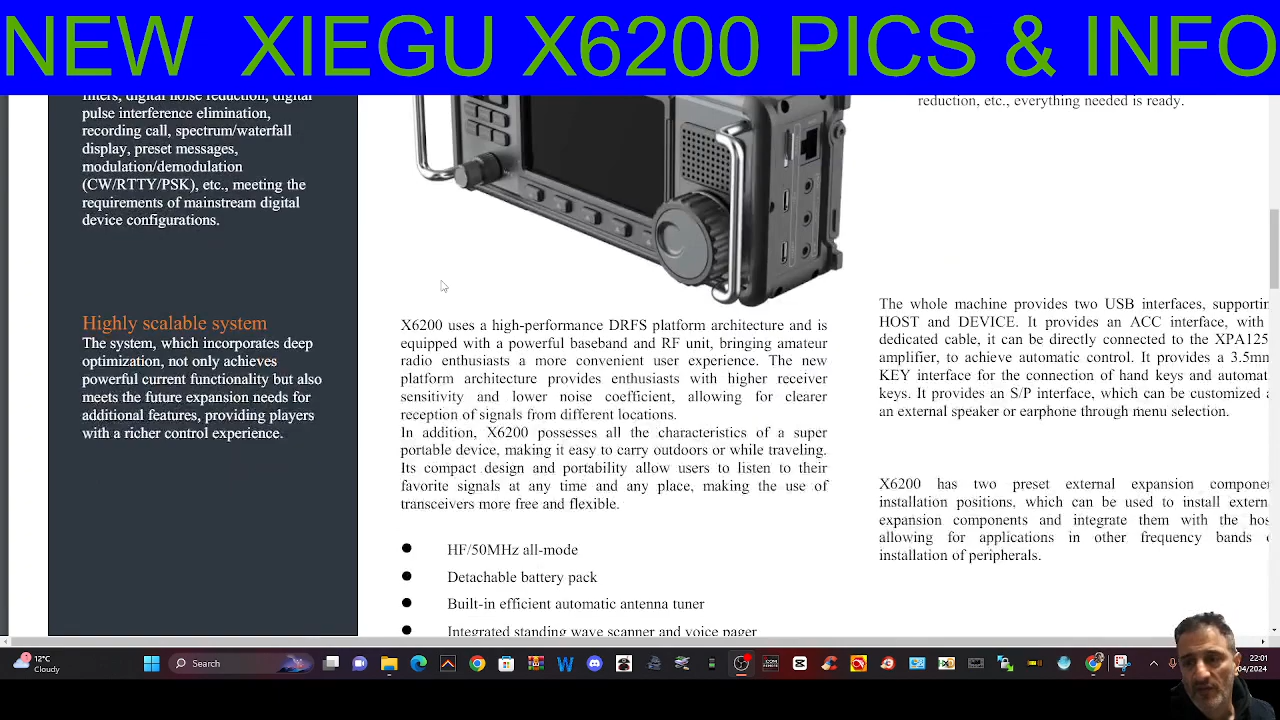 NEW XIEGU X6200 PICS & INFO
filters, digital noise reduction, digital
pulse interference elimination,
recording call, spectrum/waterfall
display, preset messages,
modulation/demodulation
(CW/RTTY/PSK), etc., meeting the
requirements of mainstream digital
device configurations.
Highly scalable system
The system, which incorporates deep
optimization, not only achieves
powerful current functionality but also
meets the future expansion needs for
additional features, providing players
with a richer control experience.
X6200 uses a high-performance DRFS platform architecture and is
equipped with a powerful baseband and RF unit, bringing amateur
radio enthusiasts a more convenient user experience. The new
platform architecture provides enthusiasts with higher receiver
sensitivity and lower noise coefficient, allowing for clearer
reception of signals from different locations.
In addition, X6200 possesses all the characteristics of a super
portable device, making it easy to carry outdoors or while traveling.
Its compact design and portability allow users to listen to their
favorite signals at any time and any place, making the use of
transceivers more free and flexible.
● HF/50MHz all-mode
● Detachable battery pack
● Built-in efficient automatic antenna tuner
● Integrated standing wave scanner and voice pager
reduction, etc., everything needed is ready.
The whole machine provides two USB interfaces, supportin
HOST and DEVICE. It provides an ACC interface, with
dedicated cable, it can be directly connected to the XPA125
amplifier, to achieve automatic control. It provides a 3.5mm
KEY interface for the connection of hand keys and automat
keys. It provides an S/P interface, which can be customized a
an external speaker or earphone through menu selection.
X6200 has two preset external expansion componen
installation positions, which can be used to install extern
expansion components and integrate them with the hos
allowing for applications in other frequency bands o
installation of peripherals.
12°C
Cloudy
Search
22:01
04/2024